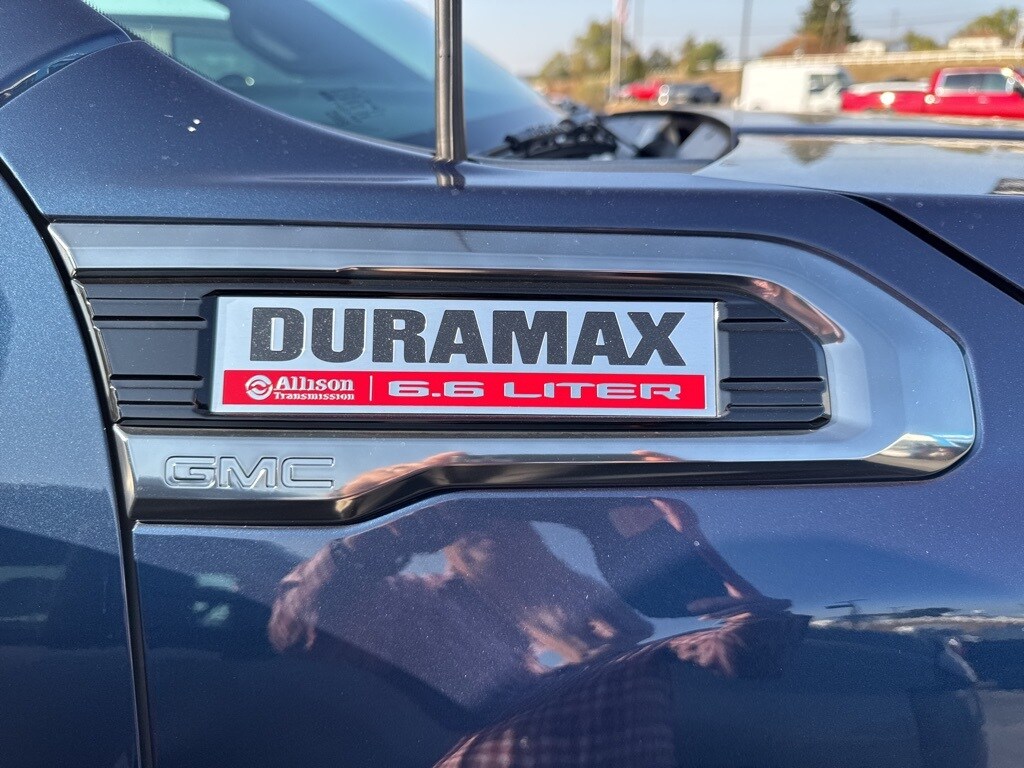 DURAMAX
Allison
Transmission
6.6 LITER
GMC